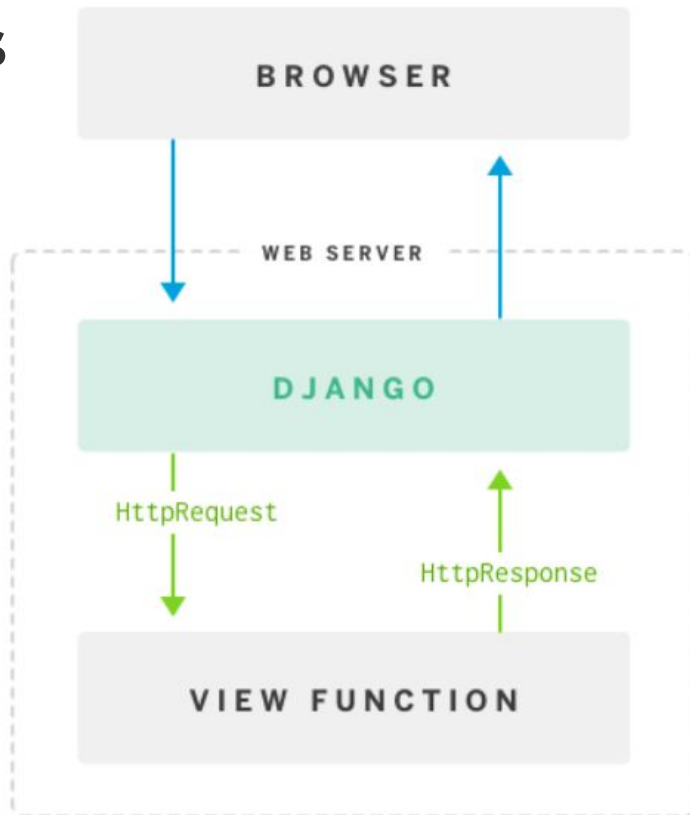 s
BROWSER
WEB SERVER
DJANGO
HttpRequest
HttpResponse
VIEW FUNCTION